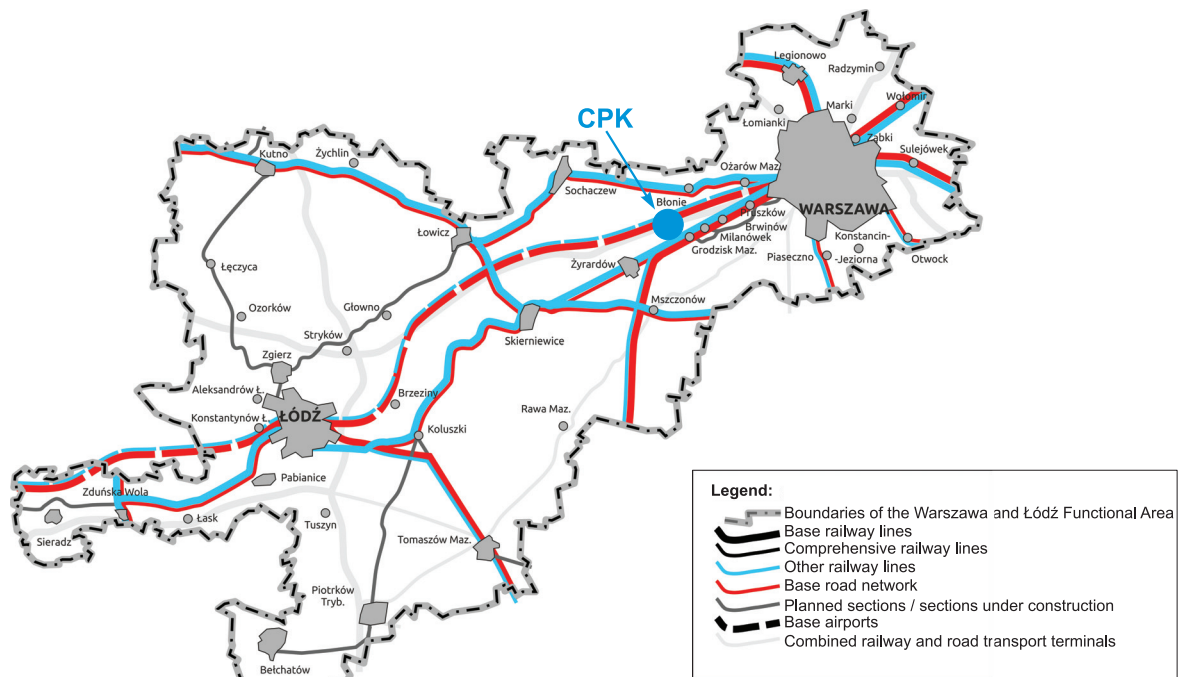 Legionowo
Radzymin
Wołomin
Marki
Łomianki
Ząbki
Sulejówek
CPK
Kutno
Żychlin
Sochaczew
Ożarów Maz.
Błonie
WARSZAWA
Pruszków
Brwinów
Milanówek
Grodzisk Maz.
Konstancin-
-Jeziorna
Piaseczno
Otwock
Łowicz
Łęczyca
Żyrardów
Ozorków
Głowno
Mszczonów
Stryków
Skierniewice
Zgierz
Aleksandrów Ł.
Brzeziny
Rawa Maz.
Konstantynów Ł.
ŁÓDŹ
Koluszki
Pabianice
Zduńska Wola
Łask
Tuszyn
Sieradz
Tomaszów Maz.
Piotrków
Tryb.
Bełchatów
Legend:
Boundaries of the Warszawa and Łódź Functional Area
Base railway lines
Comprehensive railway lines
Other railway lines
Base road network
Planned sections / sections under construction
Base airports
Combined railway and road transport terminals